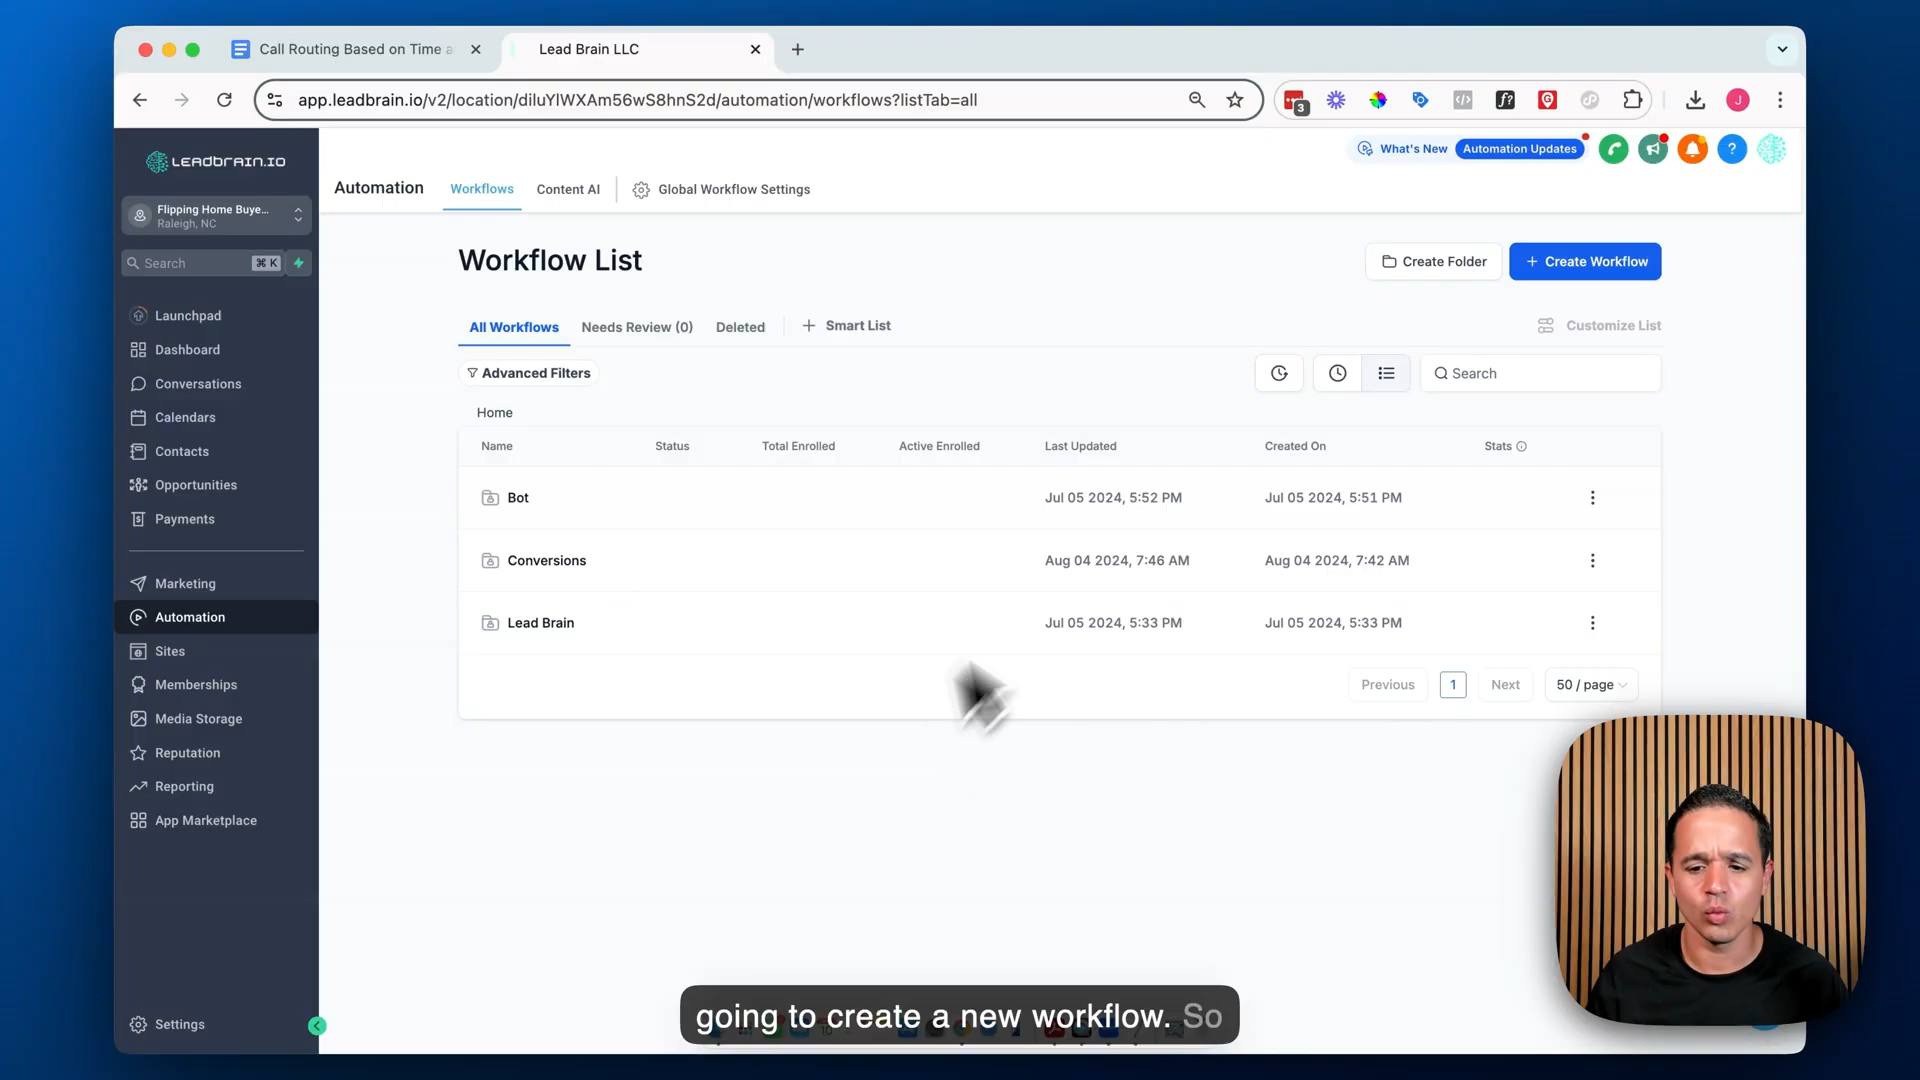 Call Routing Based on Time a
Lead Brain LLC
app.leadbrain.io/v2/location/diluYlWXAm56wS8hnS2d/automation/workflows?listTab=all
3
f?
J
LEADBRAIN.IO
What's New
Automation Updates
?
Flipping Home Buye...
Raleigh, NC
Automation
Workflows
Content AI
Global Workflow Settings
Search
⌘ K
Workflow List
Create Folder
+ Create Workflow
Launchpad
Dashboard
Conversations
Calendars
Contacts
Opportunities
Payments
Marketing
Automation
Sites
Memberships
Media Storage
Reputation
Reporting
App Marketplace
Settings
All Workflows
Needs Review (0)
Deleted
+ Smart List
Customize List
Advanced Filters
Search
Home
Name Status Total Enrolled Active Enrolled Last Updated Created On Stats
Bot Jul 05 2024, 5:52 PM Jul 05 2024, 5:51 PM
Conversions Aug 04 2024, 7:46 AM Aug 04 2024, 7:42 AM
Lead Brain Jul 05 2024, 5:33 PM Jul 05 2024, 5:33 PM
Previous 1 Next 50 / page
going to create a new workflow. So